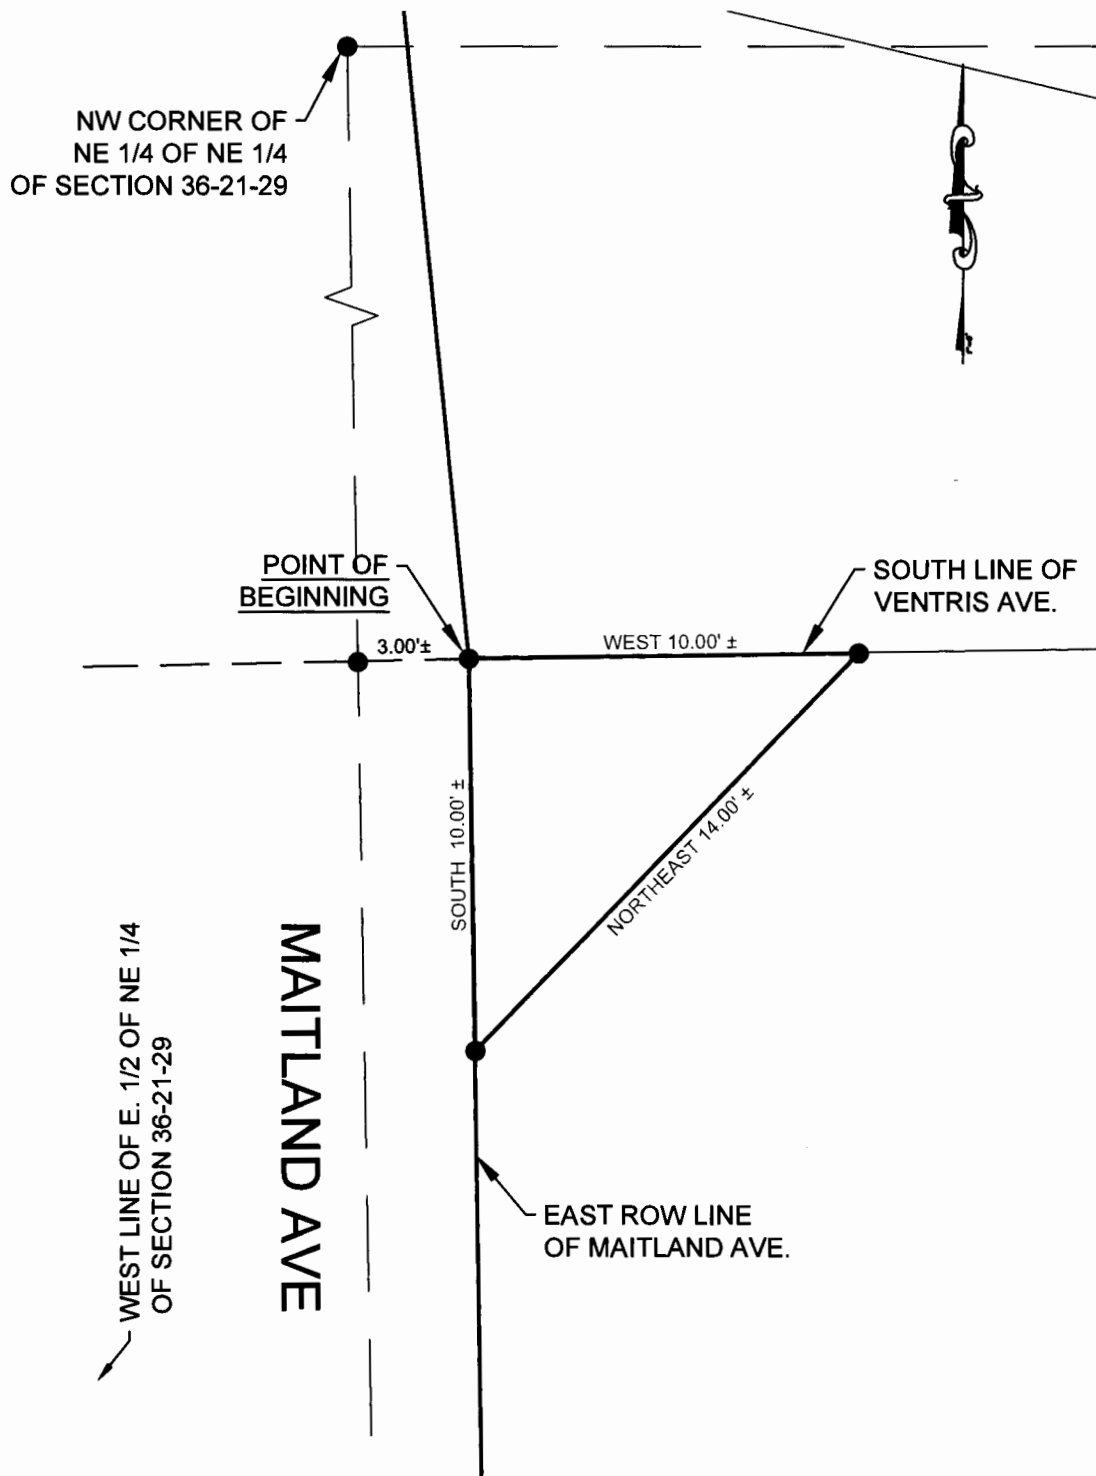 NW CORNER OF
NE 1/4 OF NE 1/4
OF SECTION 36-21-29
POINT OF
BEGINNING
SOUTH LINE OF
VENTRIS AVE.
3.00'±
WEST 10.00' ±
SOUTH 10.00' ±
NORTHEAST 14.00' ±
WEST LINE OF E. 1/2 OF NE 1/4
OF SECTION 36-21-29
MAITLAND AVE
EAST ROW LINE
OF MAITLAND AVE.